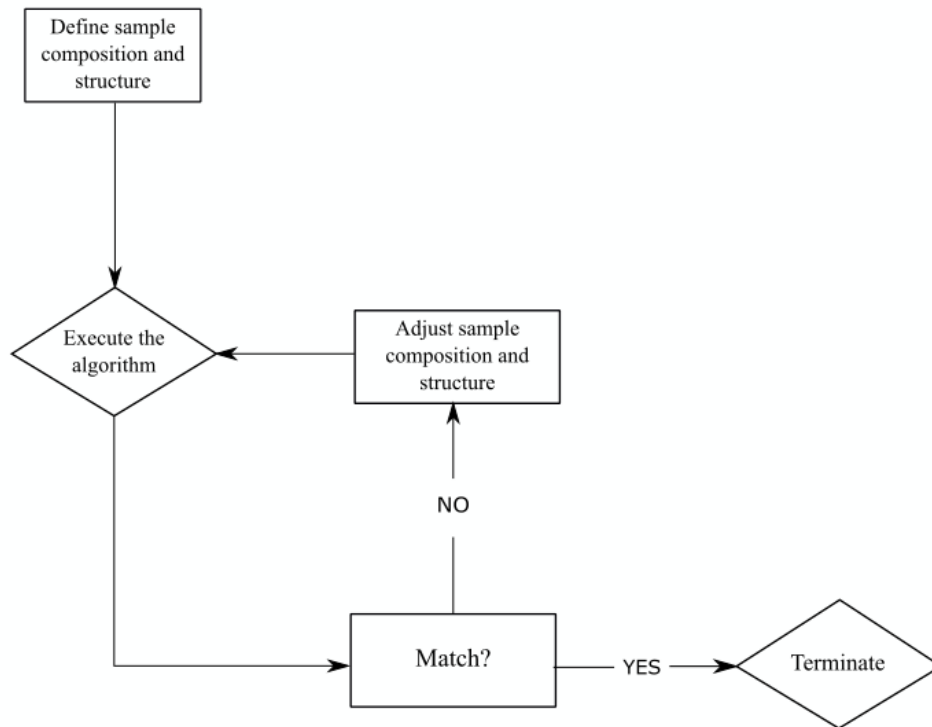 Define sample
composition and
structure
Execute the
algorithm
Adjust sample
composition and
structure
NO
Match?
YES
Terminate